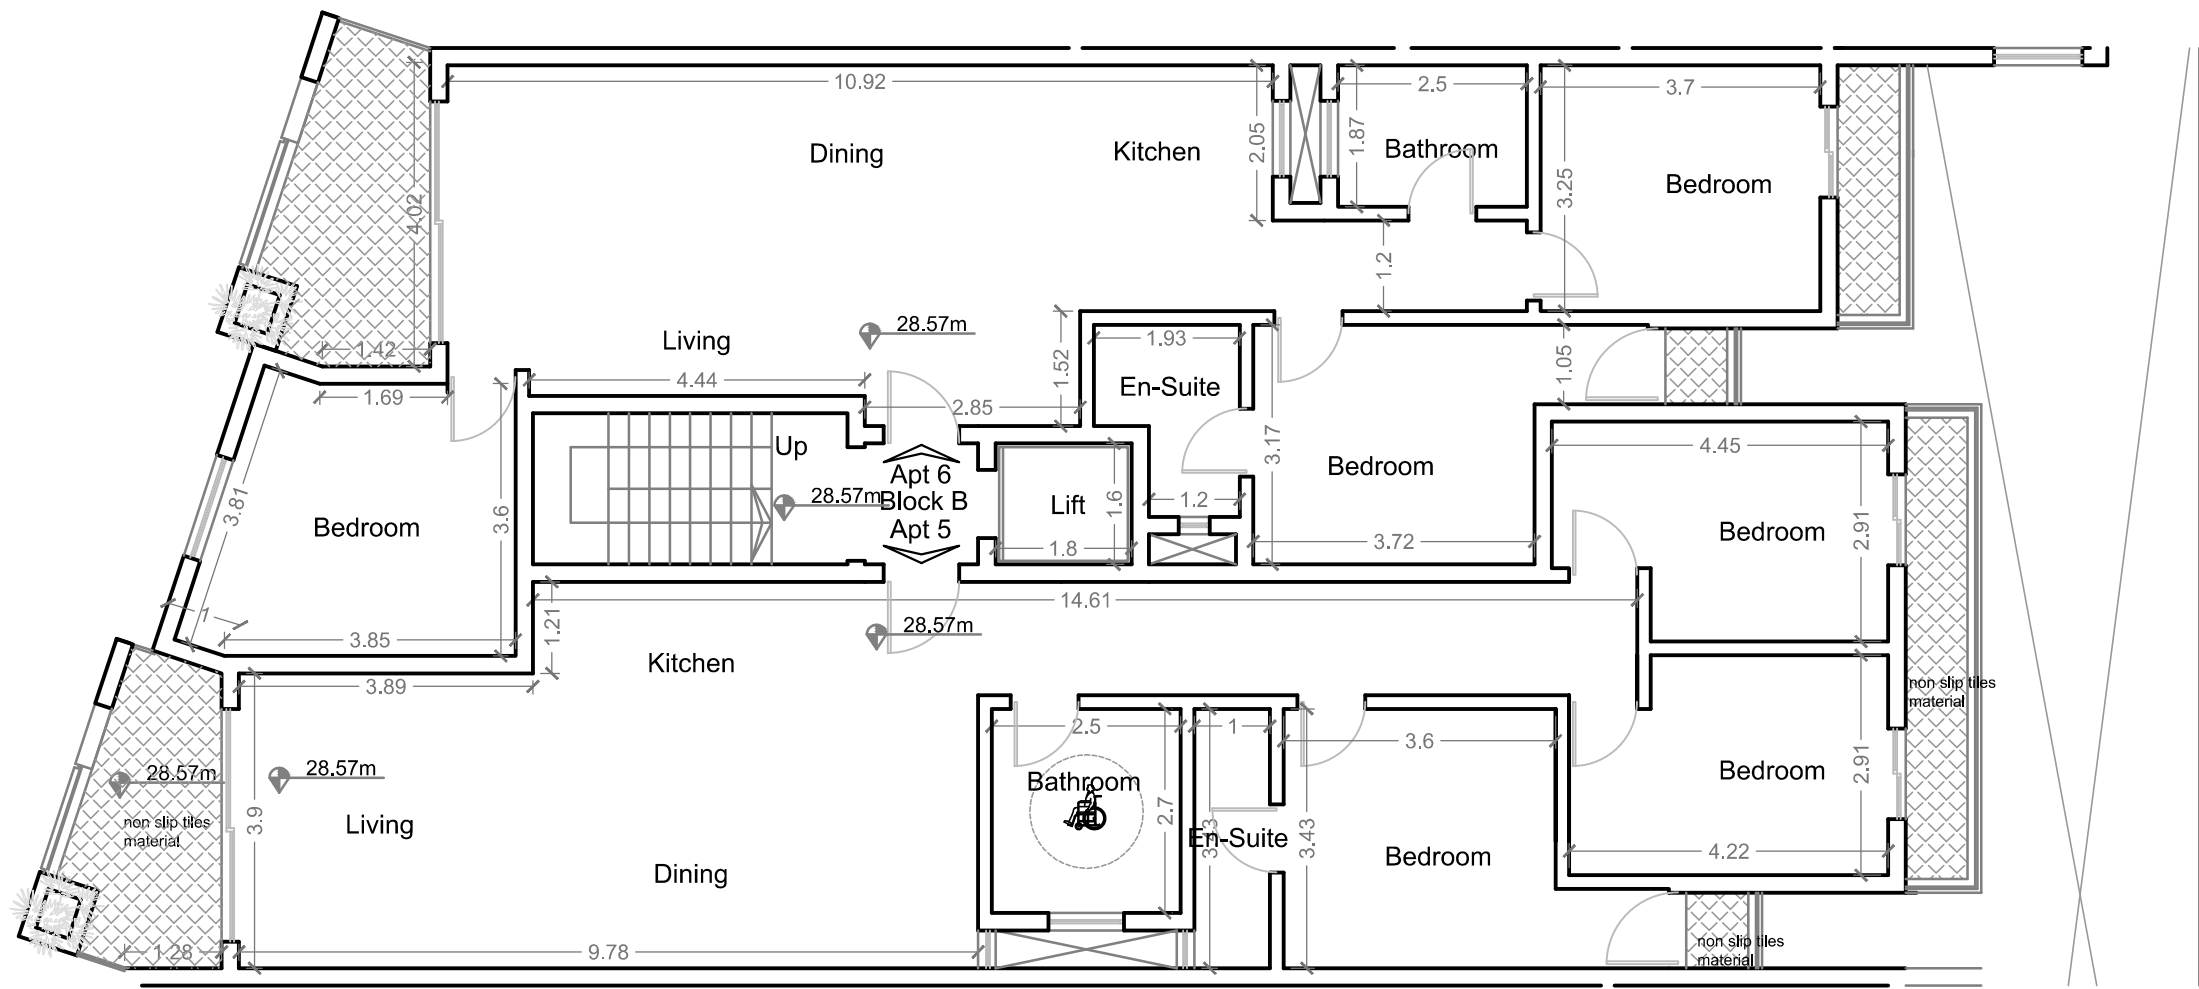 10.92
2.5
3.7
4.02
2.05
1.87
Dining
Kitchen
Bathroom
Bedroom
3.25
1.2
28.57m
Living
1.42
1.69
4.44
2.85
1.52
1.93
En-Suite
1.05
3.6
3.17
Up
Apt 6
28.57m
Block B
Apt 5
Lift
1.6
1.8
1.2
Bedroom
3.72
4.45
Bedroom
2.91
3.81
Bedroom
1
3.85
1.21
14.61
28.57m
Kitchen
3.89
non slip tiles
material
2.5
1
3.6
28.57m
28.57m
Bathroom
Bedroom
2.91
non slip tiles
material
3.9
Living
2.7
3.43
En-Suite
3.43
Bedroom
4.22
Dining
1.28
9.78
non slip tiles
material